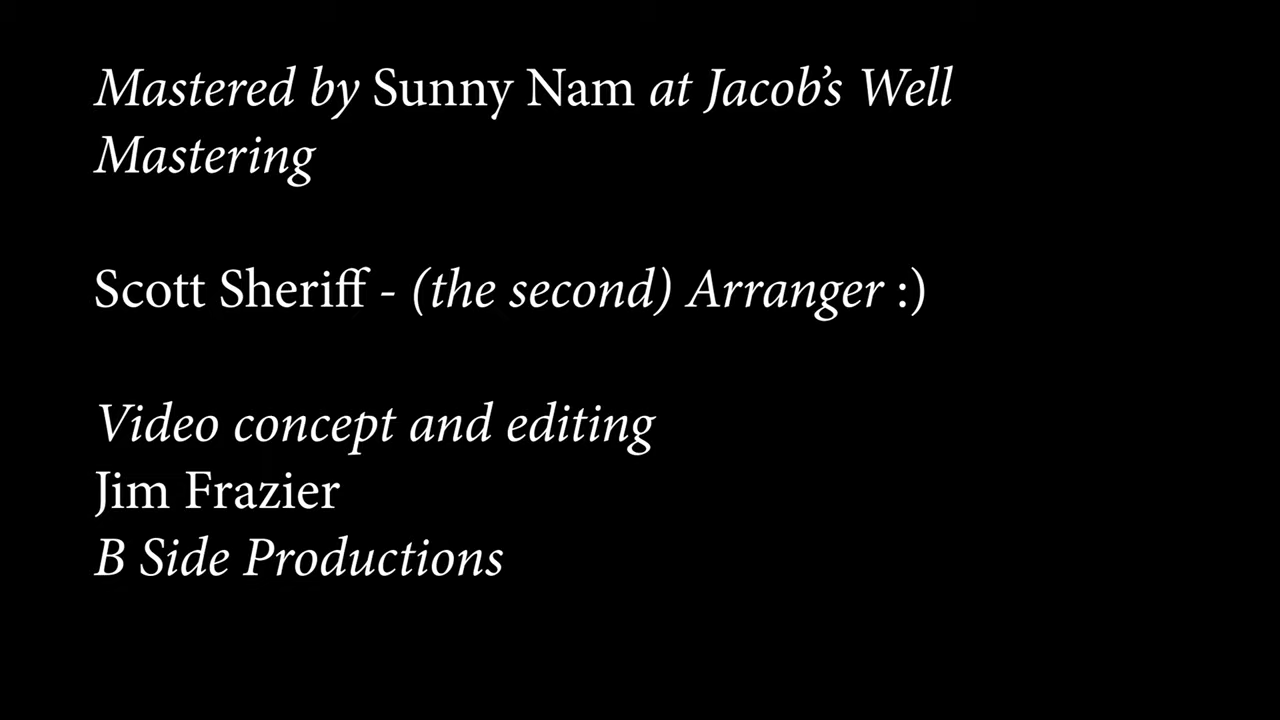 Mastered by Sunny Nam at Jacob’s Well
Mastering
Scott Sheriff - (the second) Arranger :)
Video concept and editing
Jim Frazier
B Side Productions